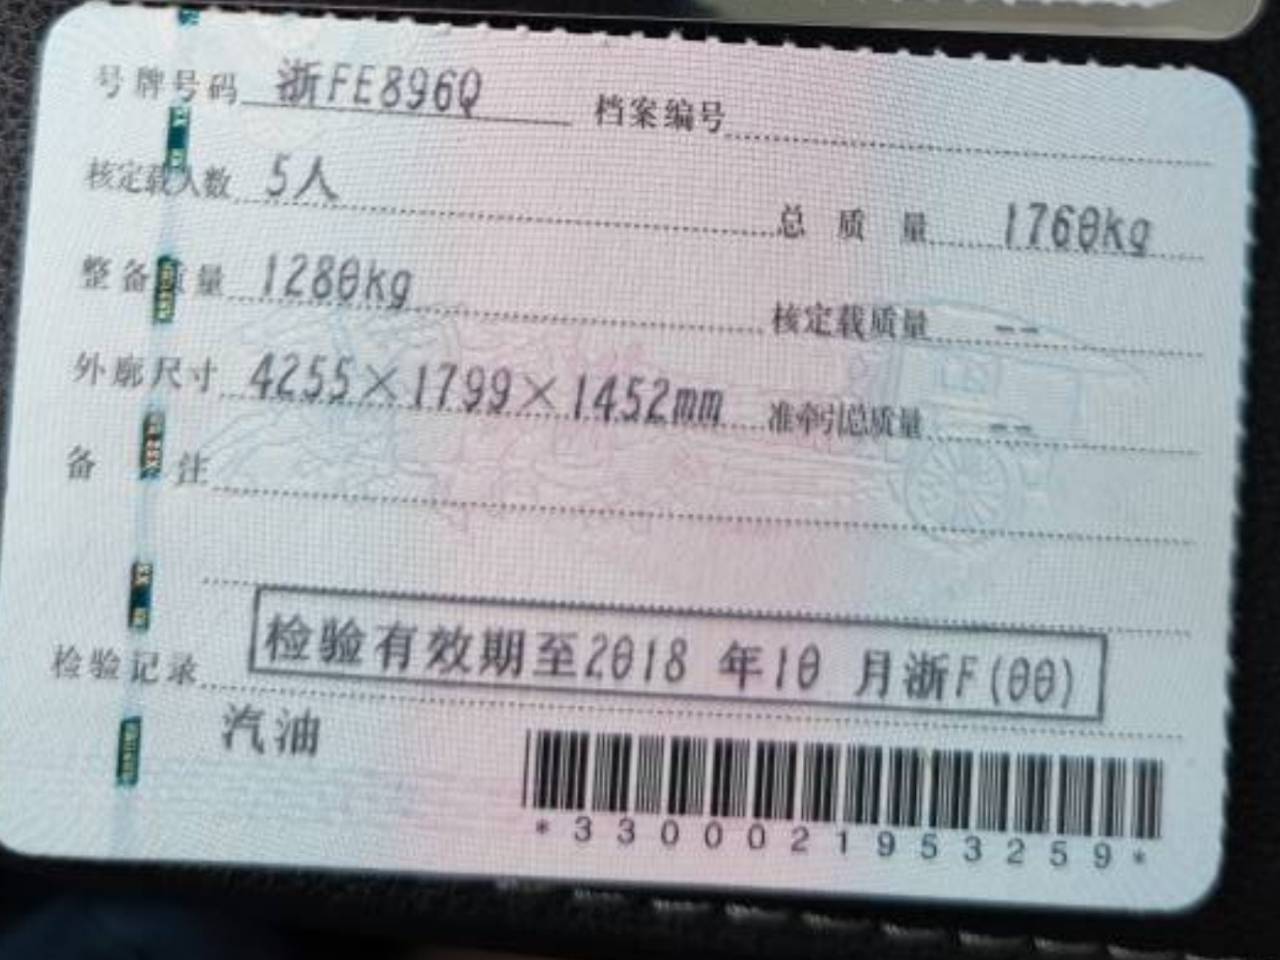 号牌号码 浙FE896Q 档案编号
核定载人数 5人 总质量 1760kg
整备质量 1280kg 核定载质量 --
外廓尺寸 4255×1799×1452mm 准牵引总质量 --
备注
检验记录 检验有效期至2018 年10 月浙F(00)
汽油
*3300021953259*